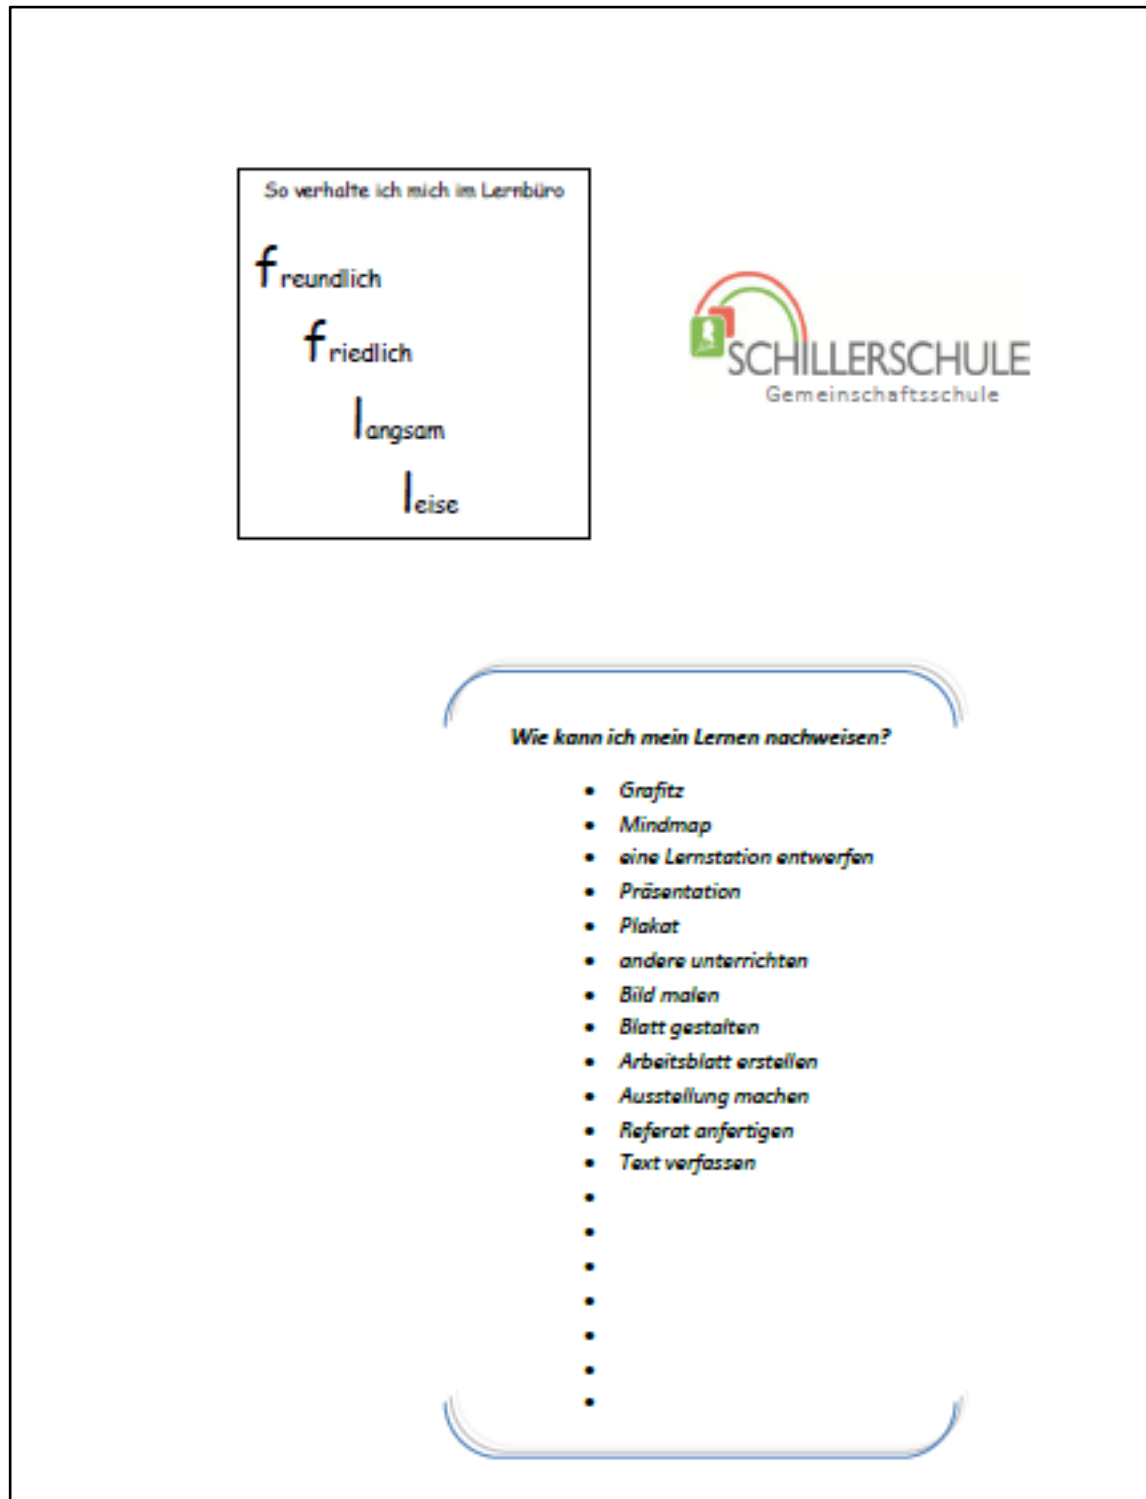 So verhalte ich mich im Lernbüro
freundlich
friedlich
langsam
leise
SCHILLERSCHULE
Gemeinschaftsschule
Wie kann ich mein Lernen nachweisen?
• Grafitz
• Mindmap
• eine Lernstation entwerfen
• Präsentation
• Plakat
• andere unterrichten
• Bild malen
• Blatt gestalten
• Arbeitsblatt erstellen
• Ausstellung machen
• Referat anfertigen
• Text verfassen
•
•
•
•
•
•
•